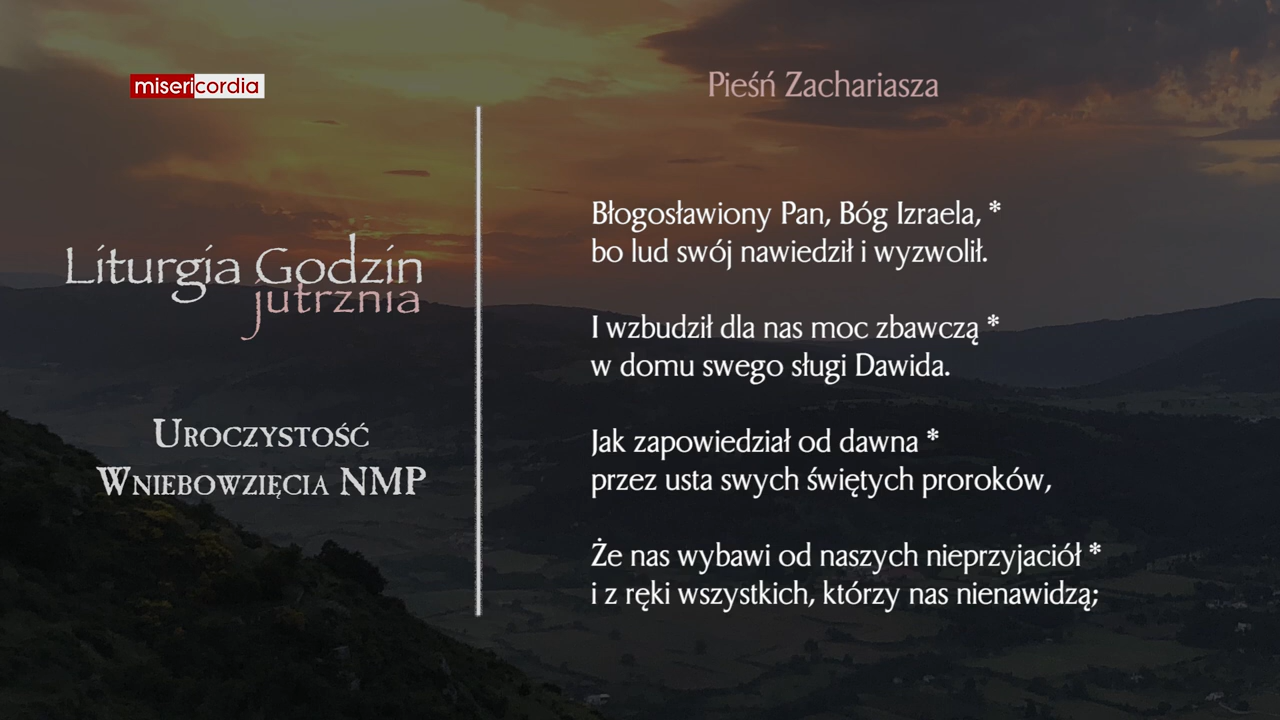 misericordia
Liturgia Godzin
jutrznia
Uroczystość
Wniebowzięcia NMP
Pieśń Zachariasza
Błogosławiony Pan, Bóg Izraela, *
bo lud swój nawiedził i wyzwolił.
I wzbudził dla nas moc zbawczą *
w domu swego sługi Dawida.
Jak zapowiedział od dawna *
przez usta swych świętych proroków,
Że nas wybawi od naszych nieprzyjaciół *
i z ręki wszystkich, którzy nas nienawidzą;